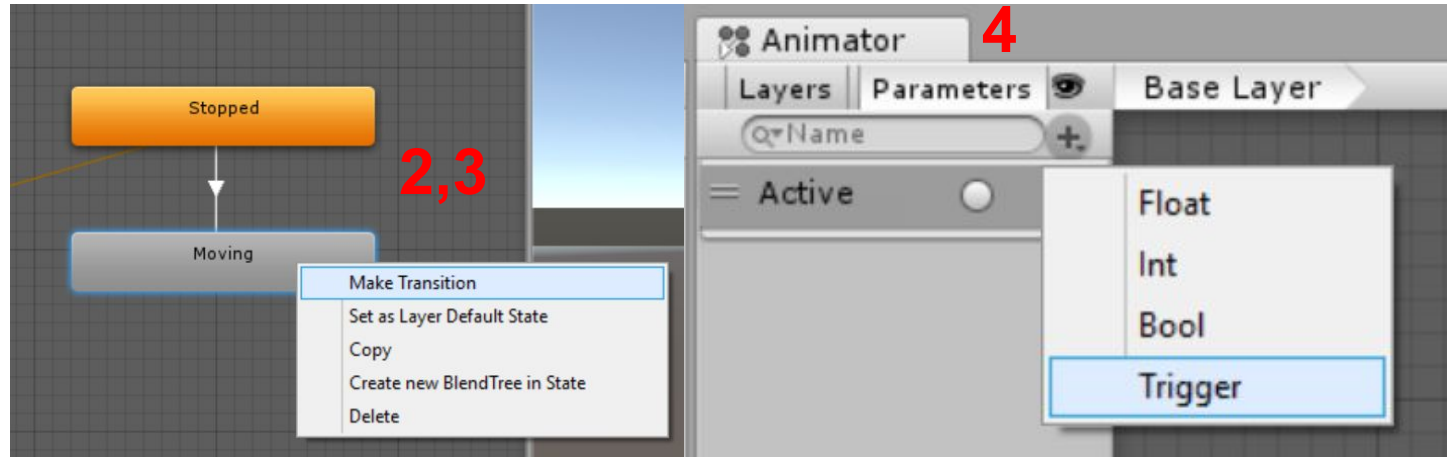 Stopped
2,3
Moving
Make Transition
Set as Layer Default State
Copy
Create new BlendTree in State
Delete
4
Animator
Layers Parameters Base Layer
Name
Active
Float
Int
Bool
Trigger